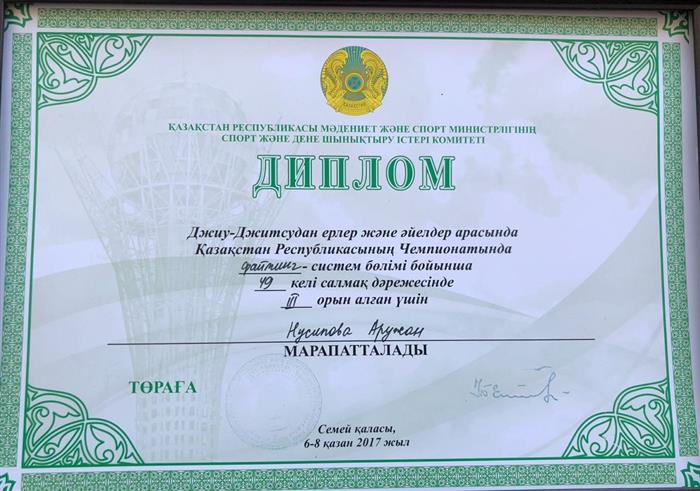 ҚАЗАҚСТАН
ҚАЗАҚСТАН РЕСПУБЛИКАСЫ МӘДЕНИЕТ ЖӘНЕ СПОРТ МИНИСТРЛІГІНІҢ
СПОРТ ЖӘНЕ ДЕНЕ ШЫНЫҚТЫРУ ІСТЕРІ КОМИТЕТІ
ДИПЛОМ
Джиу-Джитсудан ерлер және әйелдер арасында
Қазақстан Республикасының Чемпионатында
файтинг - систем бөлімі бойынша
49 келі салмақ дәрежесінде
III орын алған үшін
Нусипова Аружан
МАРАПАТТАЛАДЫ
ТӨРАҒА
Семей қаласы,
6-8 қазан 2017 жыл